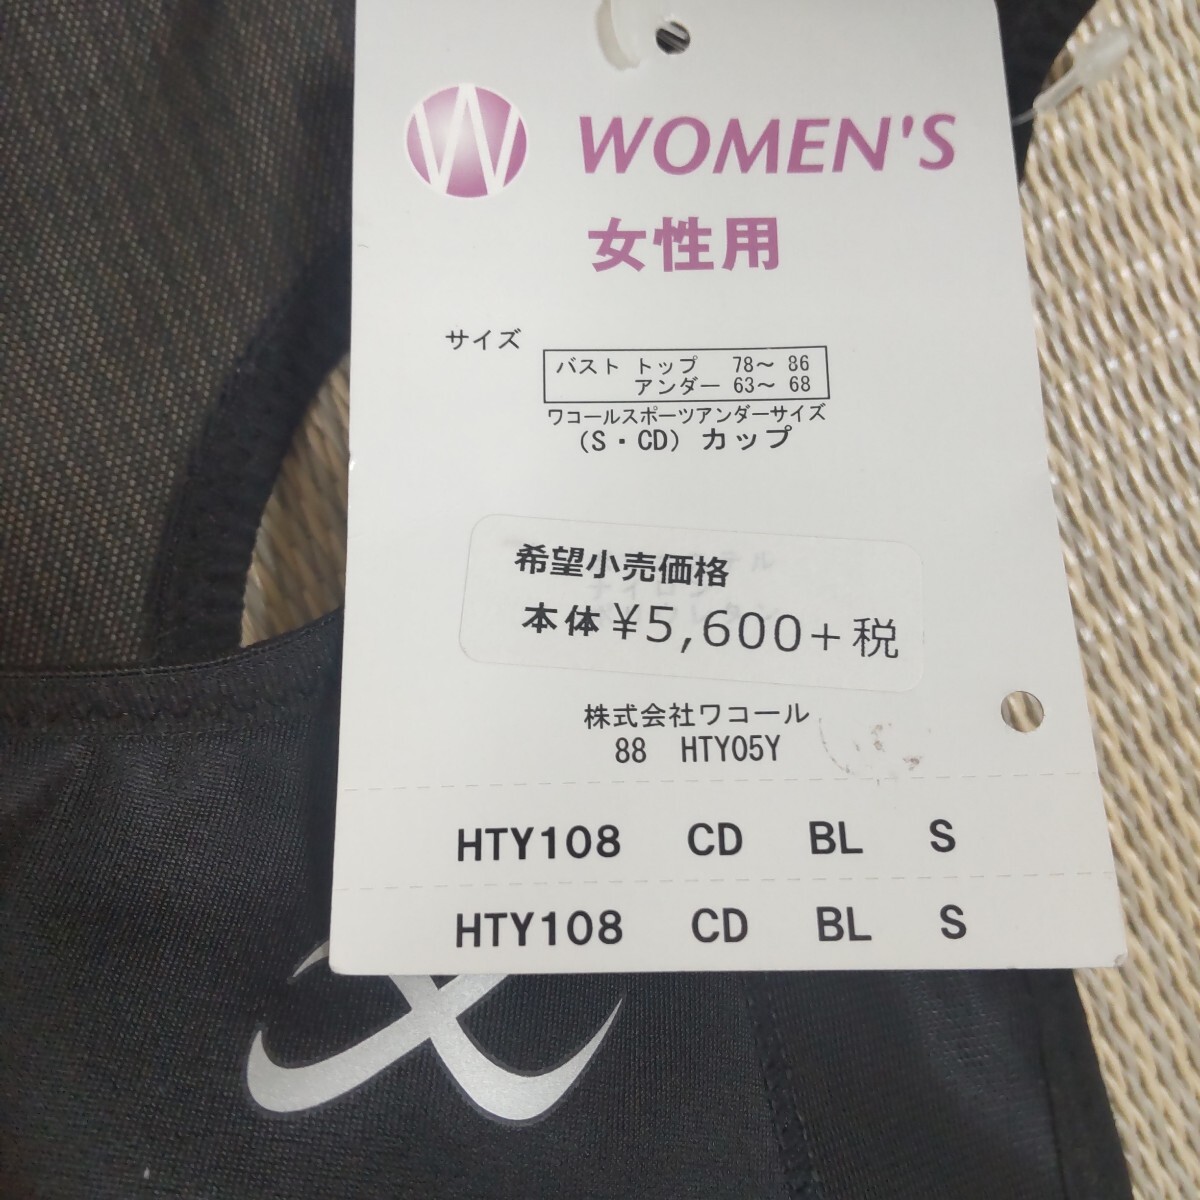 W WOMEN'S
女性用
サイズ
バスト トップ 78～ 86
アンダー 63～ 68
ワコールスポーツアンダーサイズ
(S・CD) カップ
希望小売価格
本体¥5,600+税
株式会社ワコール
88 HTY05Y
HTY108 CD BL S
HTY108 CD BL S